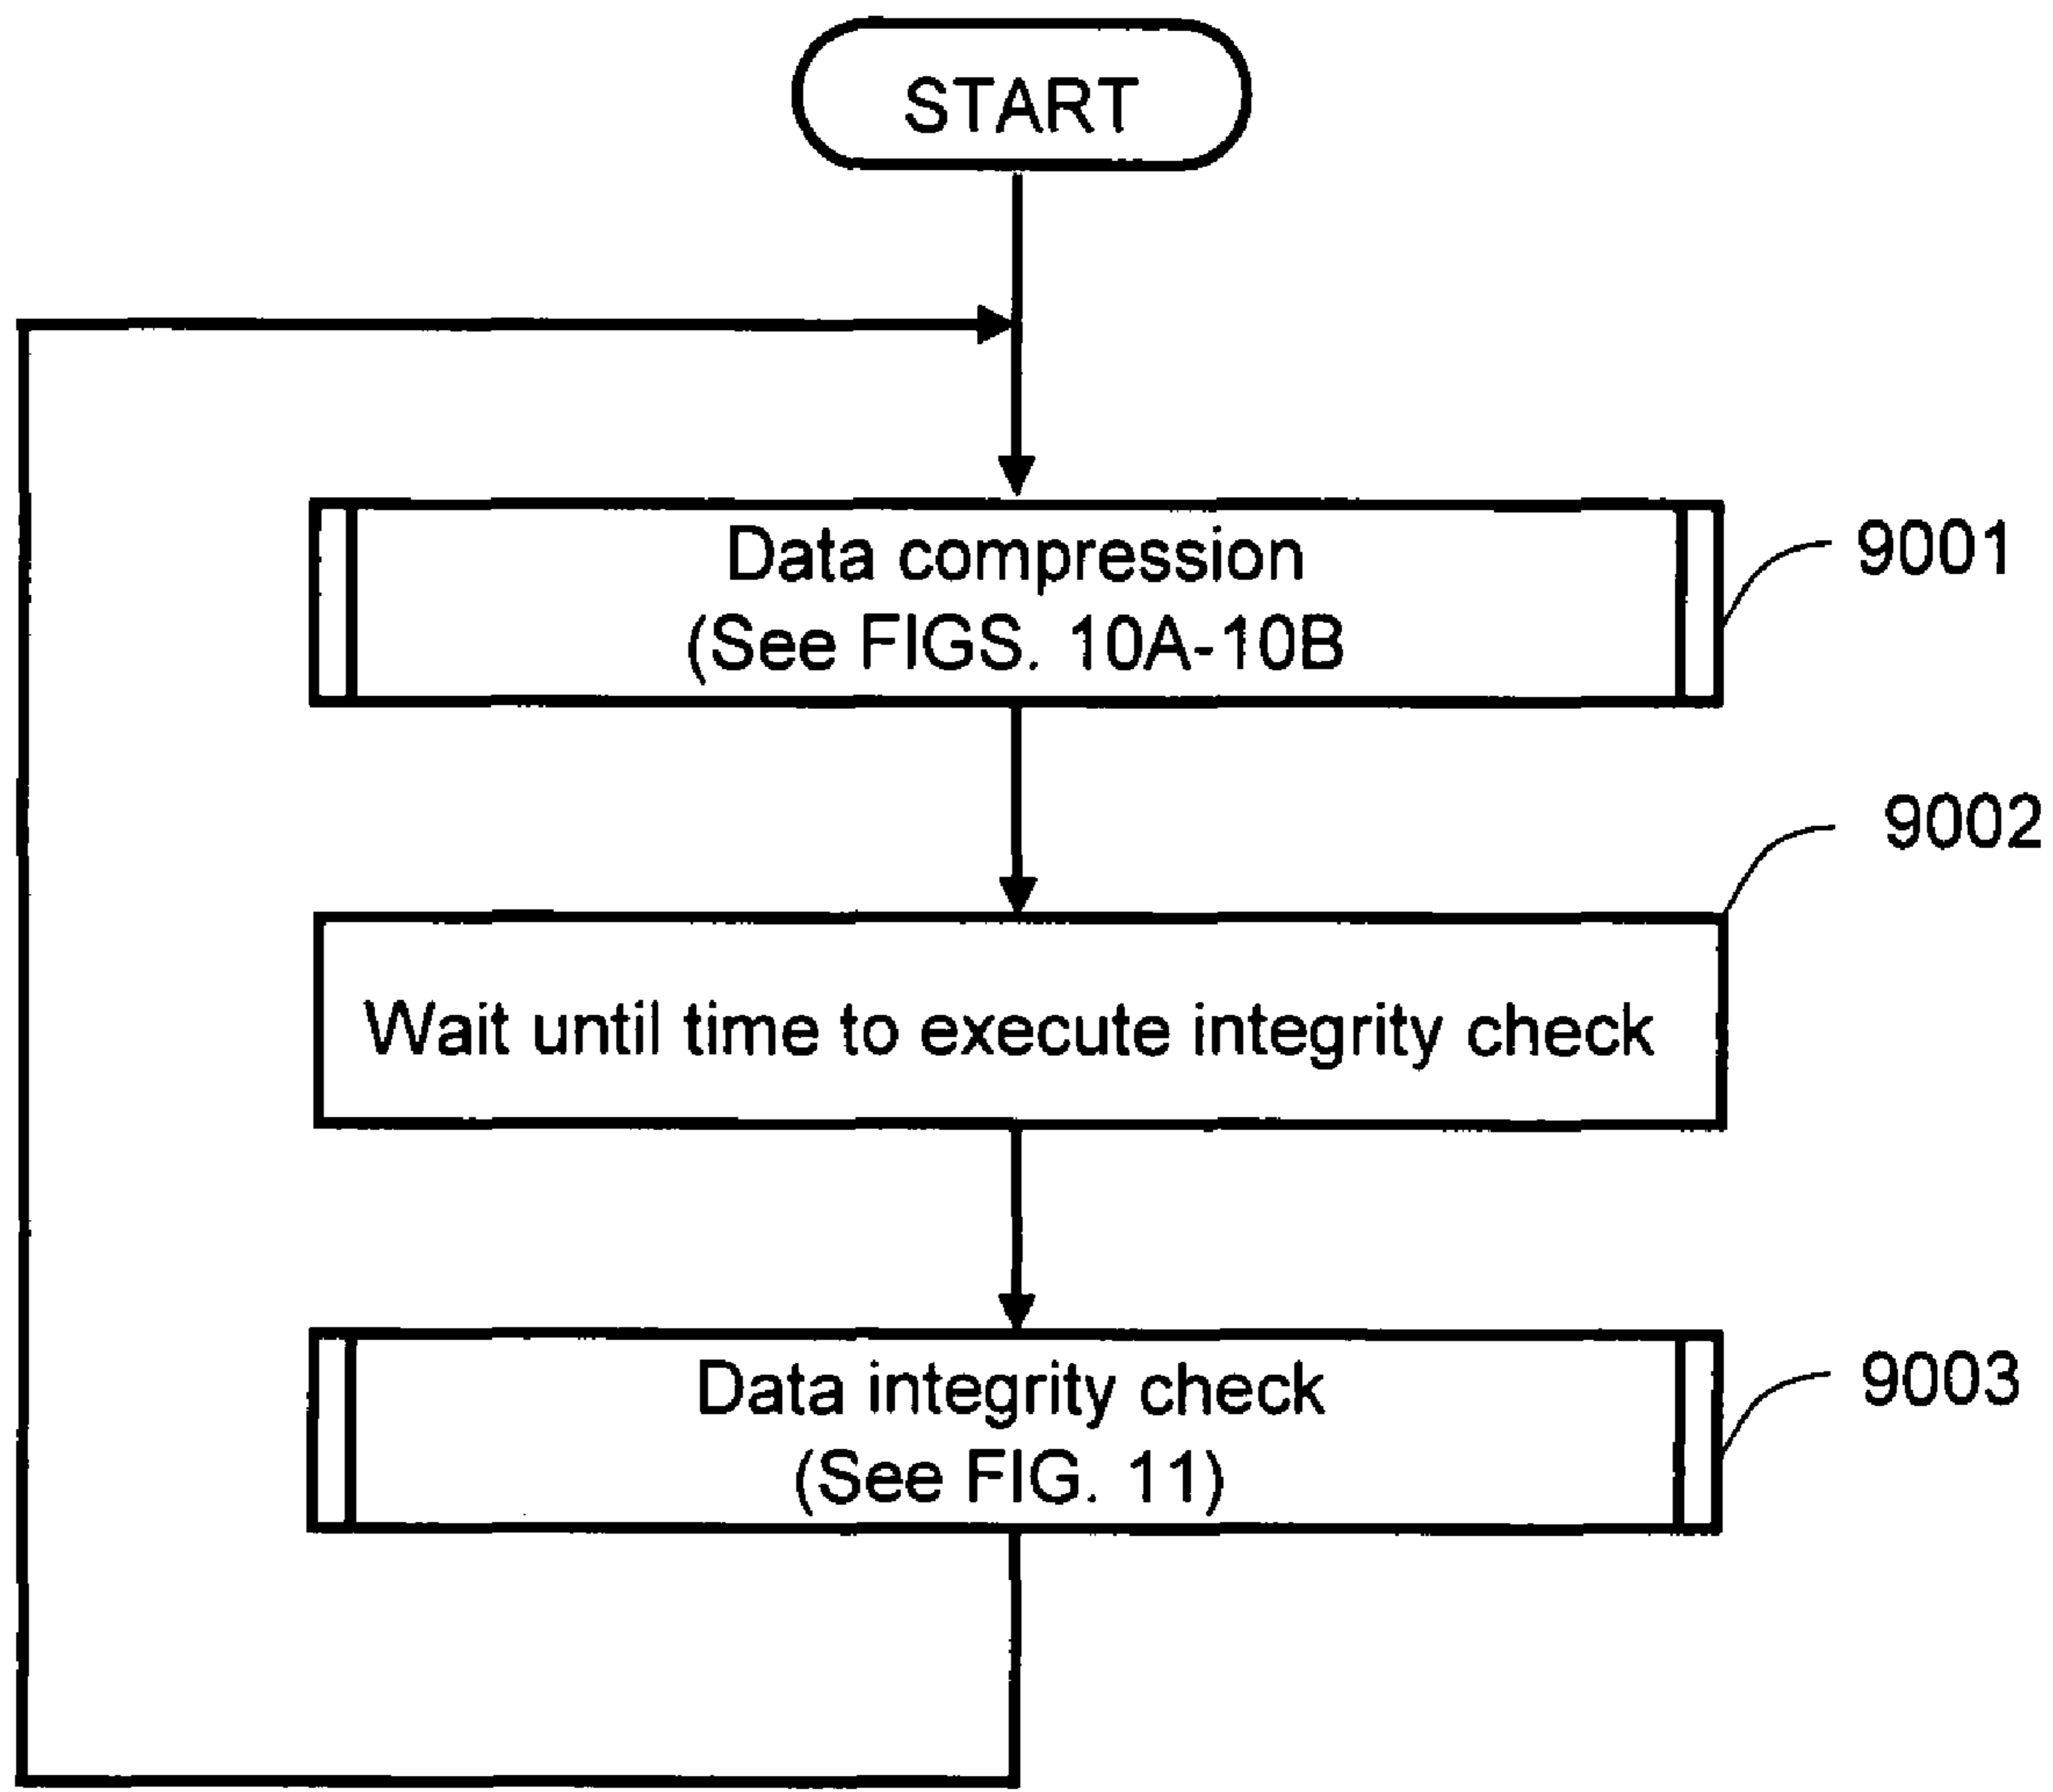 START
Data compression
(See FIGS. 10A-10B
9001
9002
Wait until time to execute integrity check
Data integrity check
(See FIG. 11)
9003